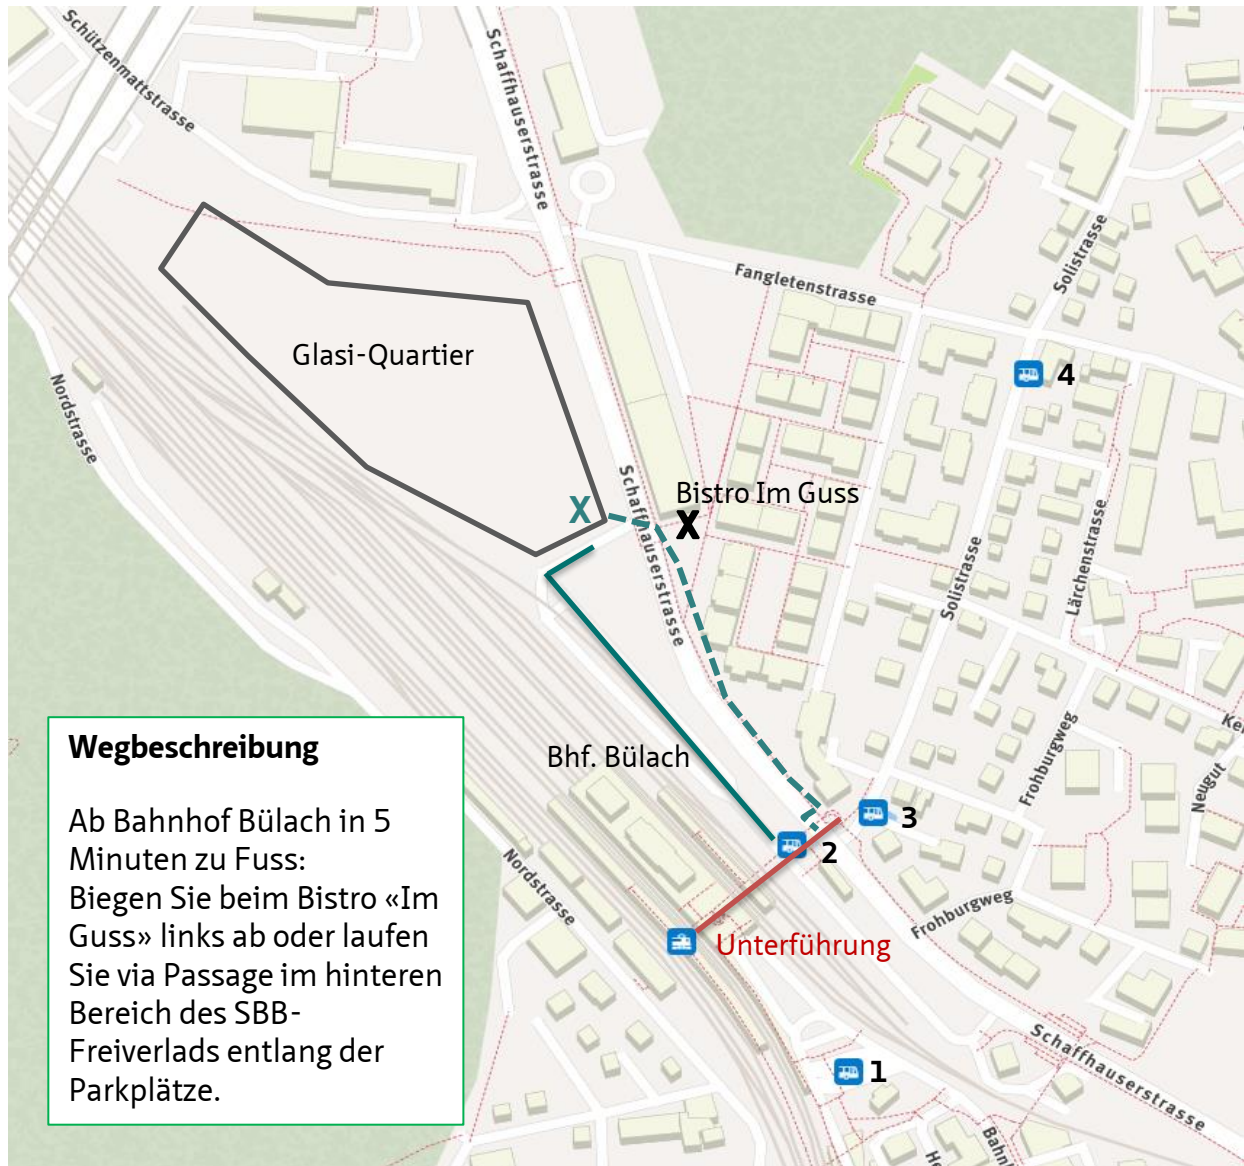 Schützenmattstrasse
Schaffhauserstrasse
Fangletenstrasse
Solistrasse
Glasi-Quartier
Nordstrasse
4
X
Schaffhauserstrasse
Bistro Im Guss
X
Solistrasse
Lärchenstrasse
Wegbeschreibung
Ab Bahnhof Bülach in 5
Minuten zu Fuss:
Biegen Sie beim Bistro «Im
Guss» links ab oder laufen
Sie via Passage im hinteren
Bereich des SBB-
Freiverlads entlang der
Parkplätze.
Bhf. Bülach
Frohburgweg
Neugut
Ke
3
2
Nordstrasse
Frohburgweg
Unterführung
1
Schaffhauserstrasse
Bahn